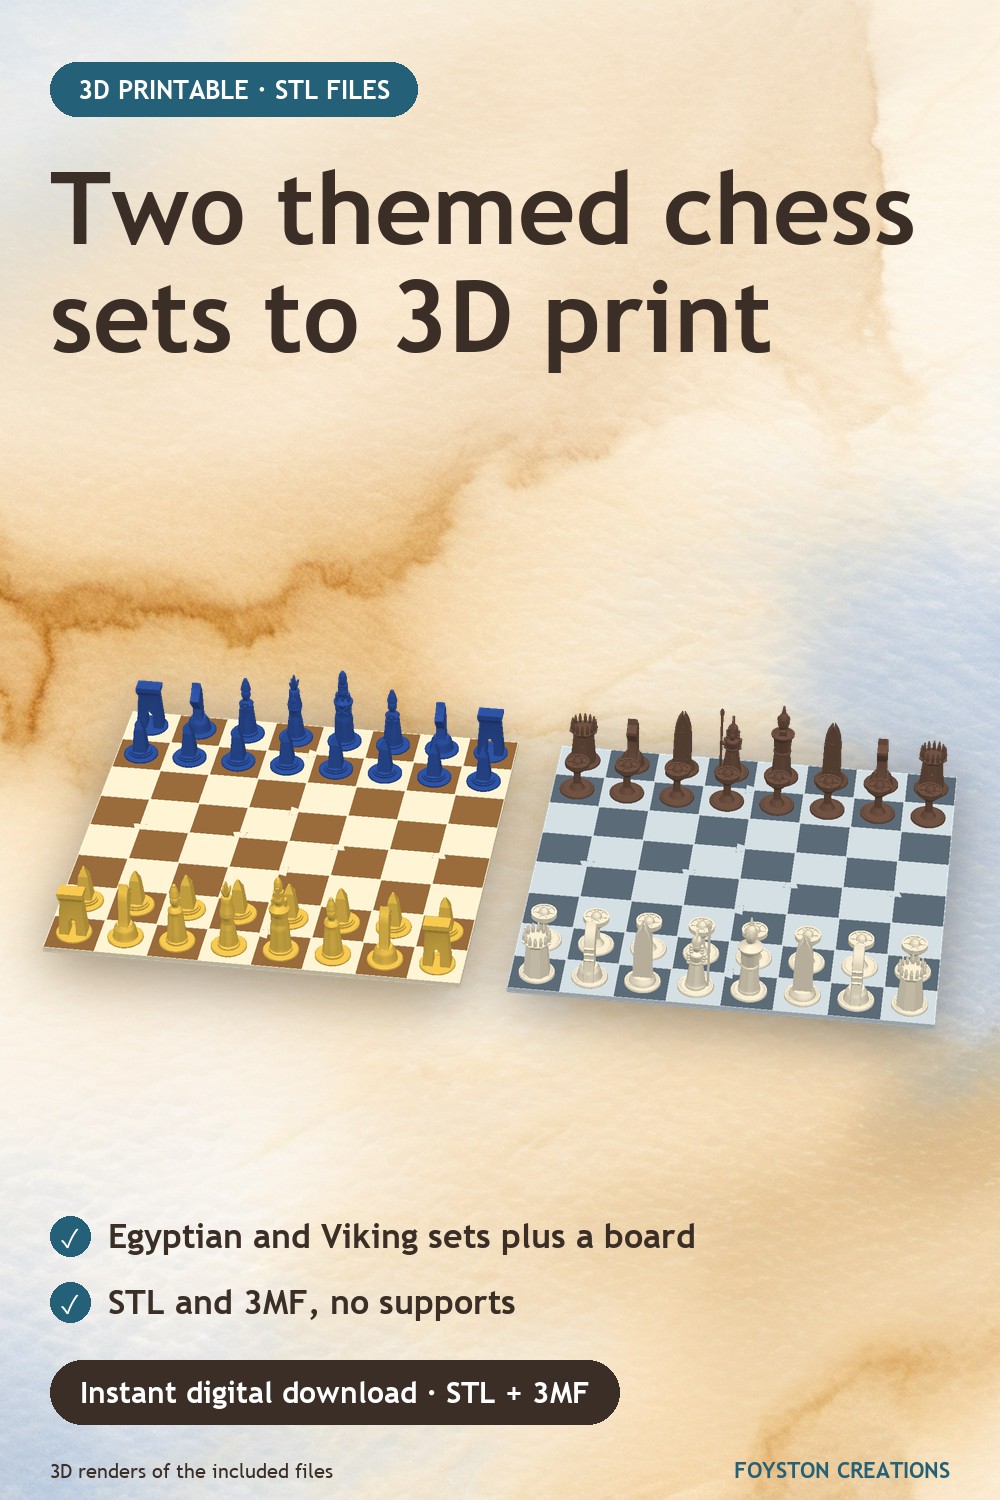 3D PRINTABLE · STL FILES
Two themed chess
sets to 3D print
Egyptian and Viking sets plus a board
STL and 3MF, no supports
Instant digital download · STL + 3MF
3D renders of the included files
FOYSTON CREATIONS